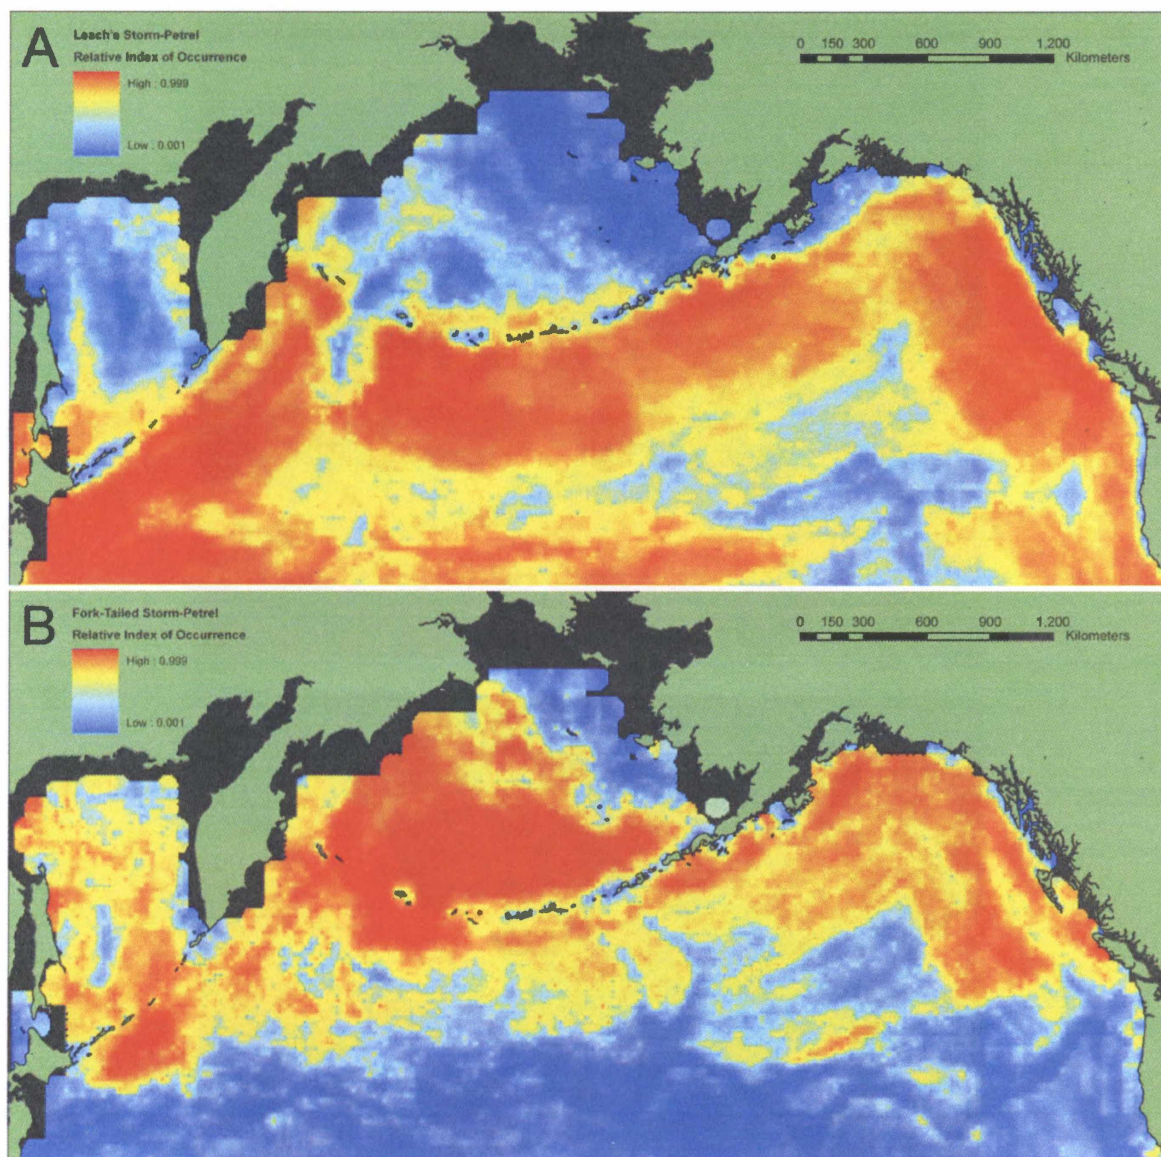 A
Leach's Storm-Petrel
Relative Index of Occurrence
High : 0.999
Low : 0.001
0 150 300 600 900 1,200
Kilometers
B
Fork-Tailed Storm-Petrel
Relative Index of Occurrence
High : 0.999
Low : 0.001
0 150 300 600 900 1,200
Kilometers